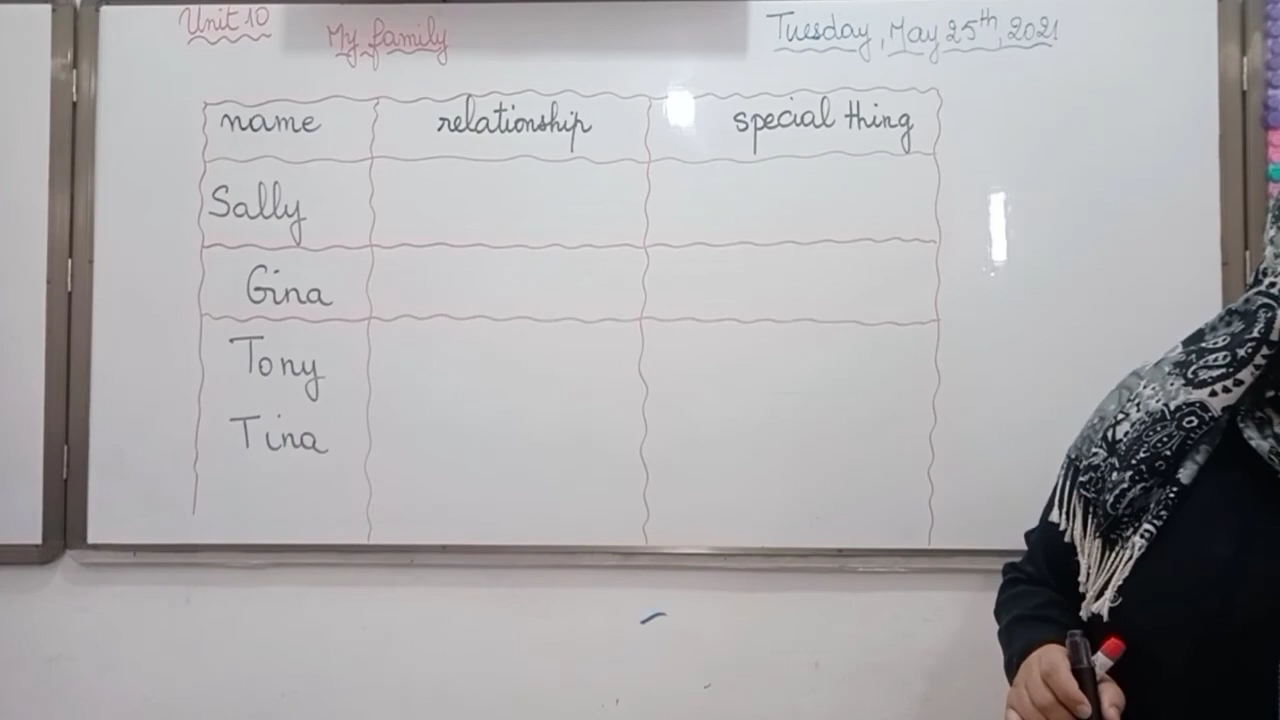 Unit 10
My family
Tuesday, May 25th, 2021
name relationship special thing
Sally
Gina
Tony
Tina